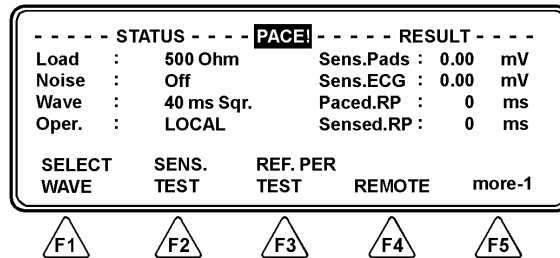 - - - - - STATUS - - - - PACE! - - - - - RESULT - - - -
Load : 500 Ohm Sens.Pads : 0.00 mV
Noise : Off Sens.ECG : 0.00 mV
Wave : 40 ms Sqr. Paced.RP : 0 ms
Oper. : LOCAL Sensed.RP : 0 ms
SELECT SENS. REF. PER
WAVE TEST TEST REMOTE more-1
F1 F2 F3 F4 F5